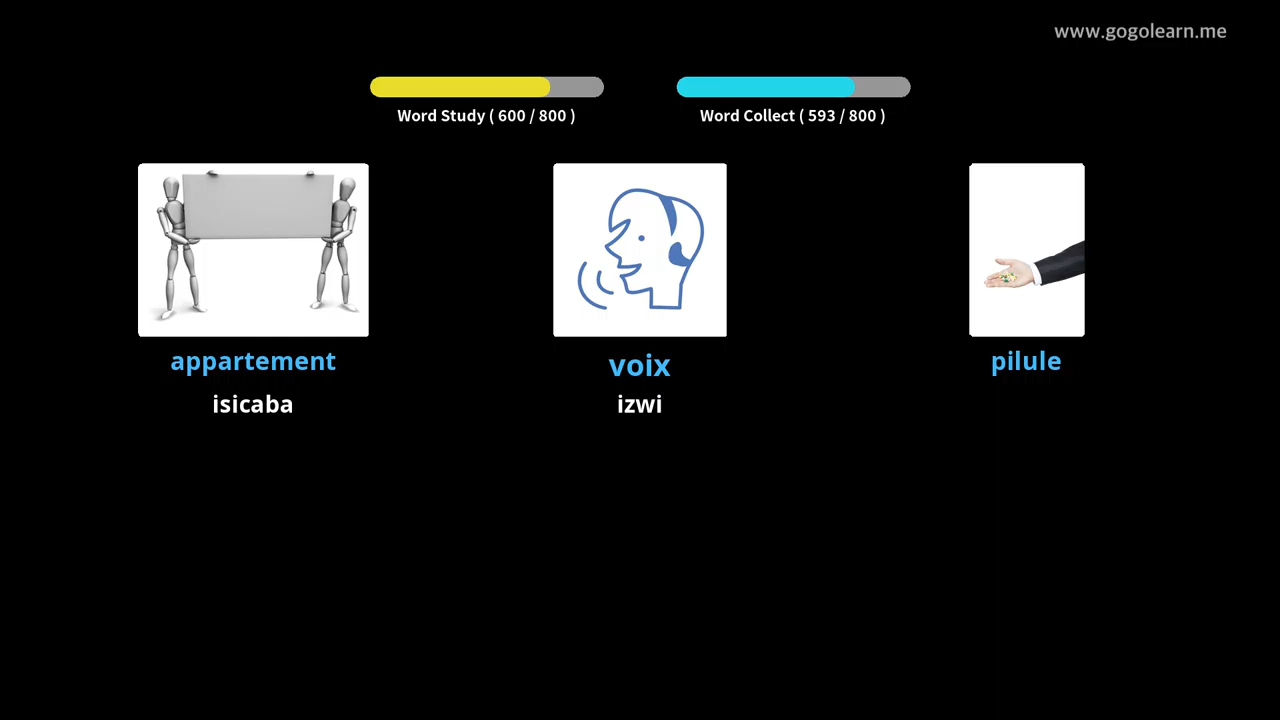 www.gogolearn.me
Word Study ( 600 / 800 )
Word Collect ( 593 / 800 )
appartement
voix
pilule
isicaba
izwi